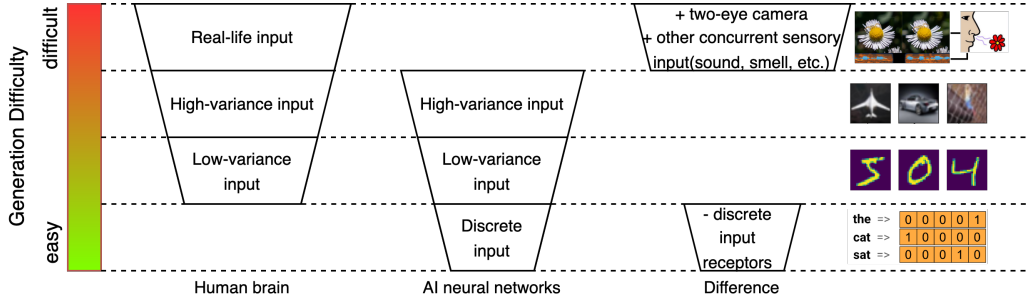 Generation Difficulty
difficult
easy
Real-life input
High-variance input
Low-variance
input
Human brain
High-variance input
Low-variance
input
Discrete
input
AI neural networks
+ two-eye camera
+ other concurrent sensory
input(sound, smell, etc.)
- discrete
input
receptors
Difference
5 0 4
the => 0 0 0 0 1
cat => 1 0 0 0 0
sat => 0 0 0 1 0